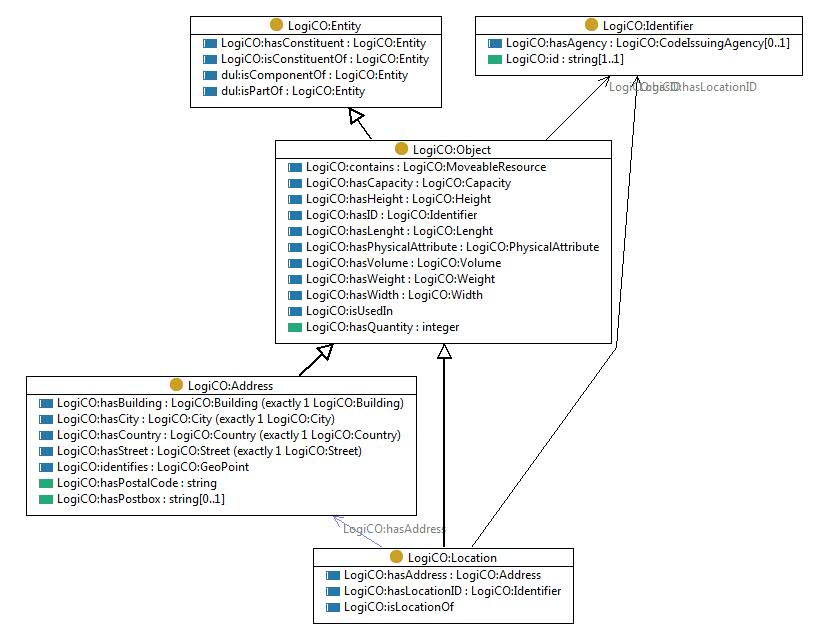 LogiCO:Entity
LogiCO:hasConstituent : LogiCO:Entity
LogiCO:isConstituentOf : LogiCO:Entity
dul:isComponentOf : LogiCO:Entity
dul:isPartOf : LogiCO:Entity
LogiCO:Identifier
LogiCO:hasAgency : LogiCO:CodeIssuingAgency[0..1]
LogiCO:id : string[1..1]
LogiCO:hasID
LogiCO:hasLocationID
LogiCO:Object
LogiCO:contains : LogiCO:MoveableResource
LogiCO:hasCapacity : LogiCO:Capacity
LogiCO:hasHeight : LogiCO:Height
LogiCO:hasID : LogiCO:Identifier
LogiCO:hasLenght : LogiCO:Lenght
LogiCO:hasPhysicalAttribute : LogiCO:PhysicalAttribute
LogiCO:hasVolume : LogiCO:Volume
LogiCO:hasWeight : LogiCO:Weight
LogiCO:hasWidth : LogiCO:Width
LogiCO:isUsedIn
LogiCO:hasQuantity : integer
LogiCO:Address
LogiCO:hasBuilding : LogiCO:Building (exactly 1 LogiCO:Building)
LogiCO:hasCity : LogiCO:City (exactly 1 LogiCO:City)
LogiCO:hasCountry : LogiCO:Country (exactly 1 LogiCO:Country)
LogiCO:hasStreet : LogiCO:Street (exactly 1 LogiCO:Street)
LogiCO:identifies : LogiCO:GeoPoint
LogiCO:hasPostalCode : string
LogiCO:hasPostbox : string[0..1]
LogiCO:hasAddress
LogiCO:Location
LogiCO:hasAddress : LogiCO:Address
LogiCO:hasLocationID : LogiCO:Identifier
LogiCO:isLocationOf